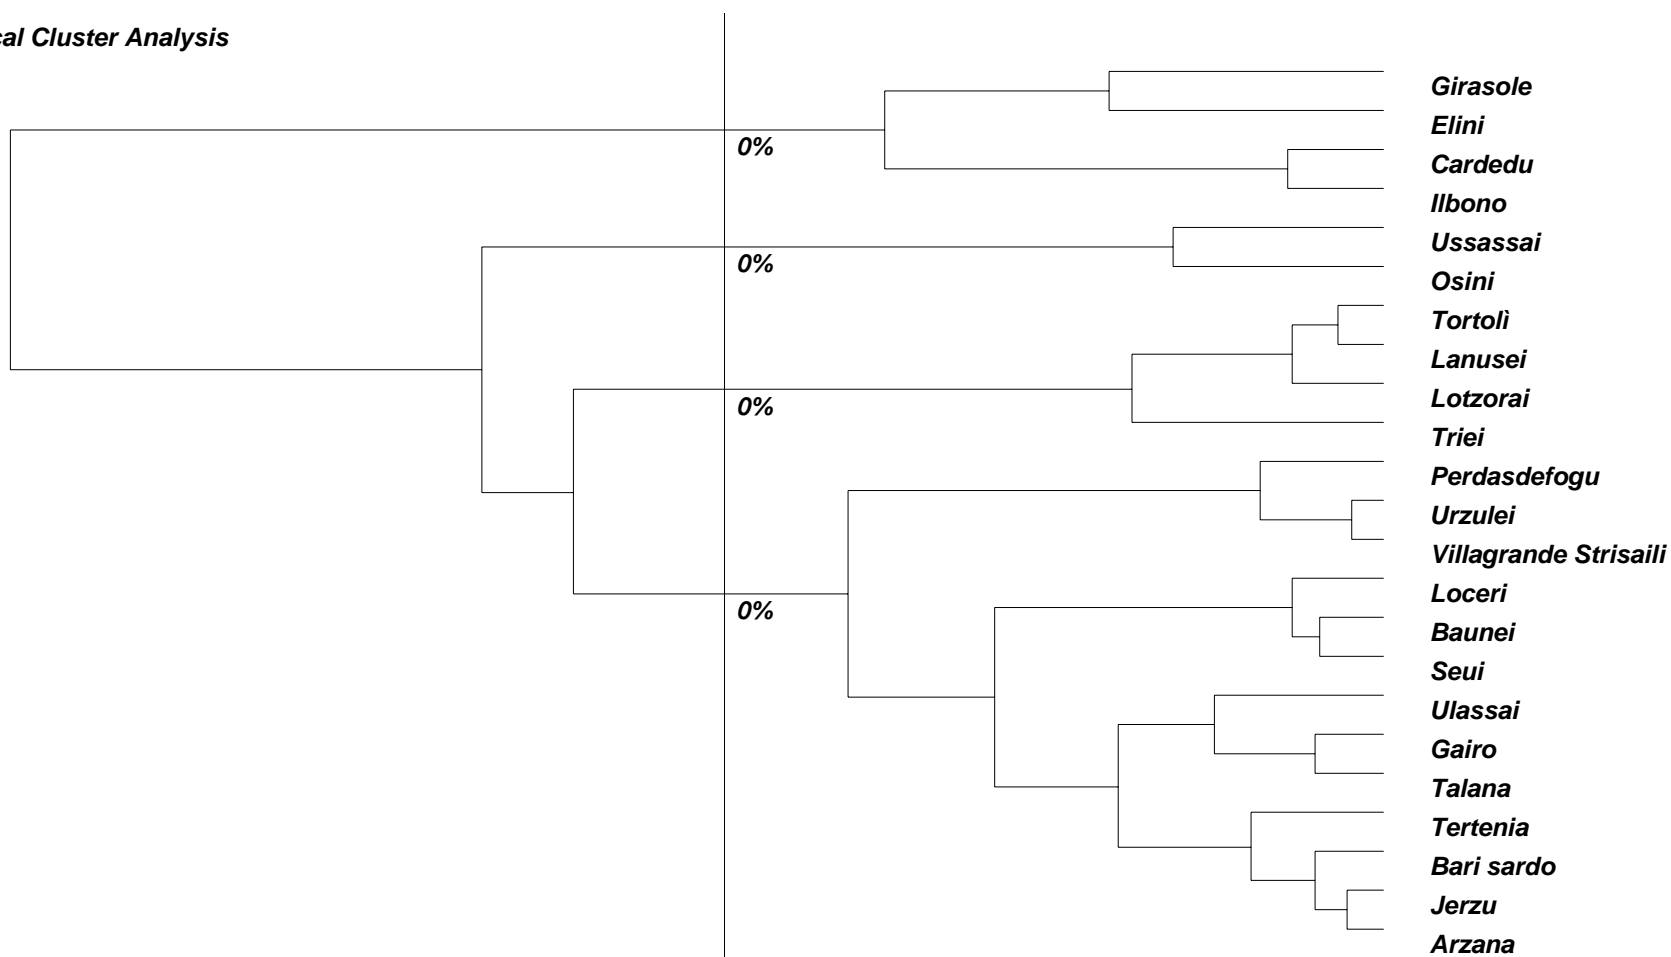 cal Cluster Analysis
Girasole
Elini
0%
Cardedu
Ilbono
Ussassai
0%
Osini
Tortolì
Lanusei
Lotzorai
0%
Triei
Perdasdefogu
Urzulei
Villagrande Strisaili
Loceri
0%
Baunei
Seui
Ulassai
Gairo
Talana
Tertenia
Bari sardo
Jerzu
Arzana